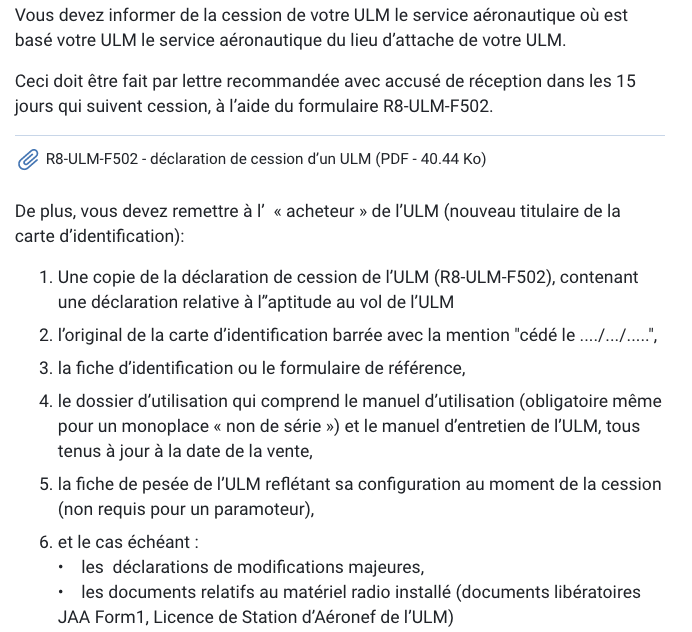 Vous devez informer de la cession de votre ULM le service aéronautique où est
basé votre ULM le service aéronautique du lieu d’attache de votre ULM.
Ceci doit être fait par lettre recommandée avec accusé de réception dans les 15
jours qui suivent cession, à l’aide du formulaire R8-ULM-F502.
R8-ULM-F502 - déclaration de cession d’un ULM (PDF - 40.44 Ko)
De plus, vous devez remettre à l’  « acheteur » de l’ULM (nouveau titulaire de la
carte d’identification):
1. Une copie de la déclaration de cession de l’ULM (R8-ULM-F502), contenant
une déclaration relative à l’’aptitude au vol de l’ULM
2. l’original de la carte d’identification barrée avec la mention "cédé le ..../.../.....",
3. la fiche d’identification ou le formulaire de référence,
4. le dossier d’utilisation qui comprend le manuel d’utilisation (obligatoire même
pour un monoplace « non de série ») et le manuel d’entretien de l’ULM, tous
tenus à jour à la date de la vente,
5. la fiche de pesée de l’ULM reflétant sa configuration au moment de la cession
(non requis pour un paramoteur),
6. et le cas échéant :
•   les  déclarations de modifications majeures,
•   les documents relatifs au matériel radio installé (documents libératoires
JAA Form1, Licence de Station d’Aéronef de l’ULM)